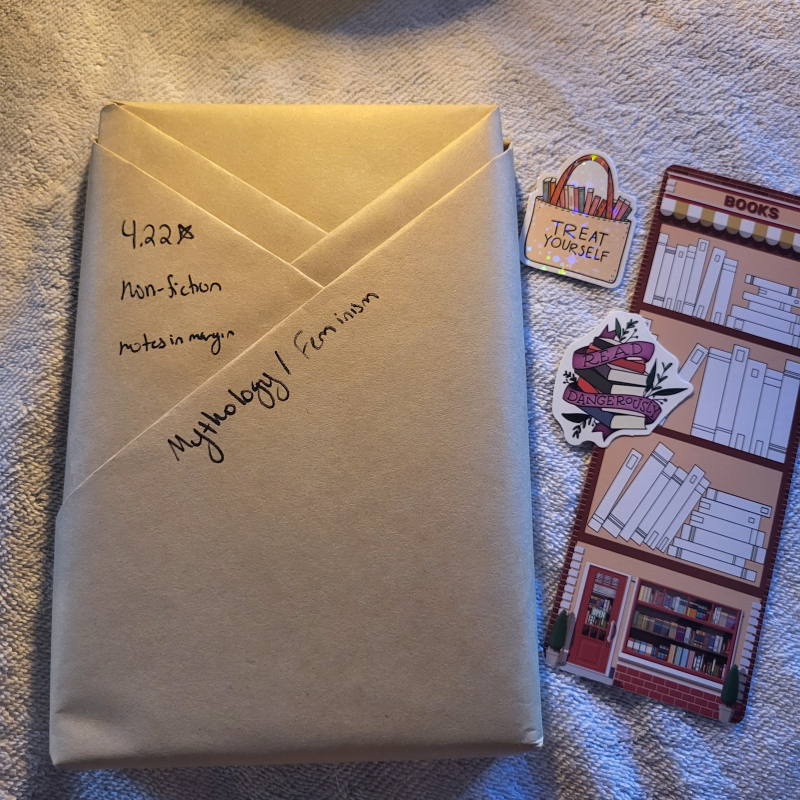 4.22☆
non-fiction
notes in margin
Mythology / Feminism
TREAT
YOURSELF
READ
DANGEROUSLY
BOOKS